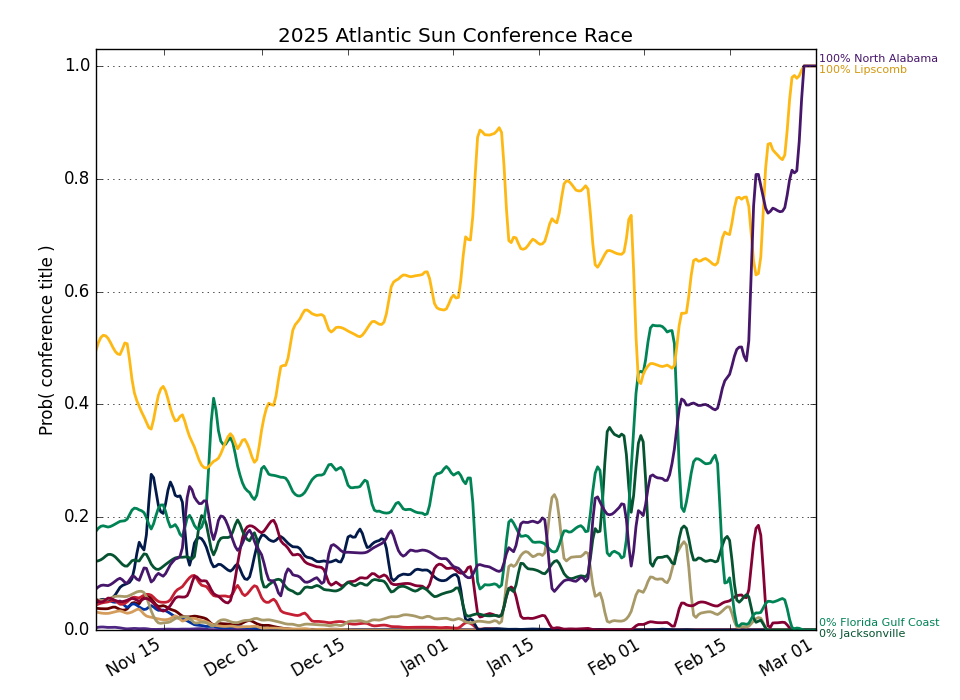 2025 Atlantic Sun Conference Race
1.0
0.8
0.6
0.4
0.2
0.0
Prob( conference title )
100% North Alabama
100% Lipscomb
0% Florida Gulf Coast
0% Jacksonville
Nov 15
Dec 01
Dec 15
Jan 01
Jan 15
Feb 01
Feb 15
Mar 01